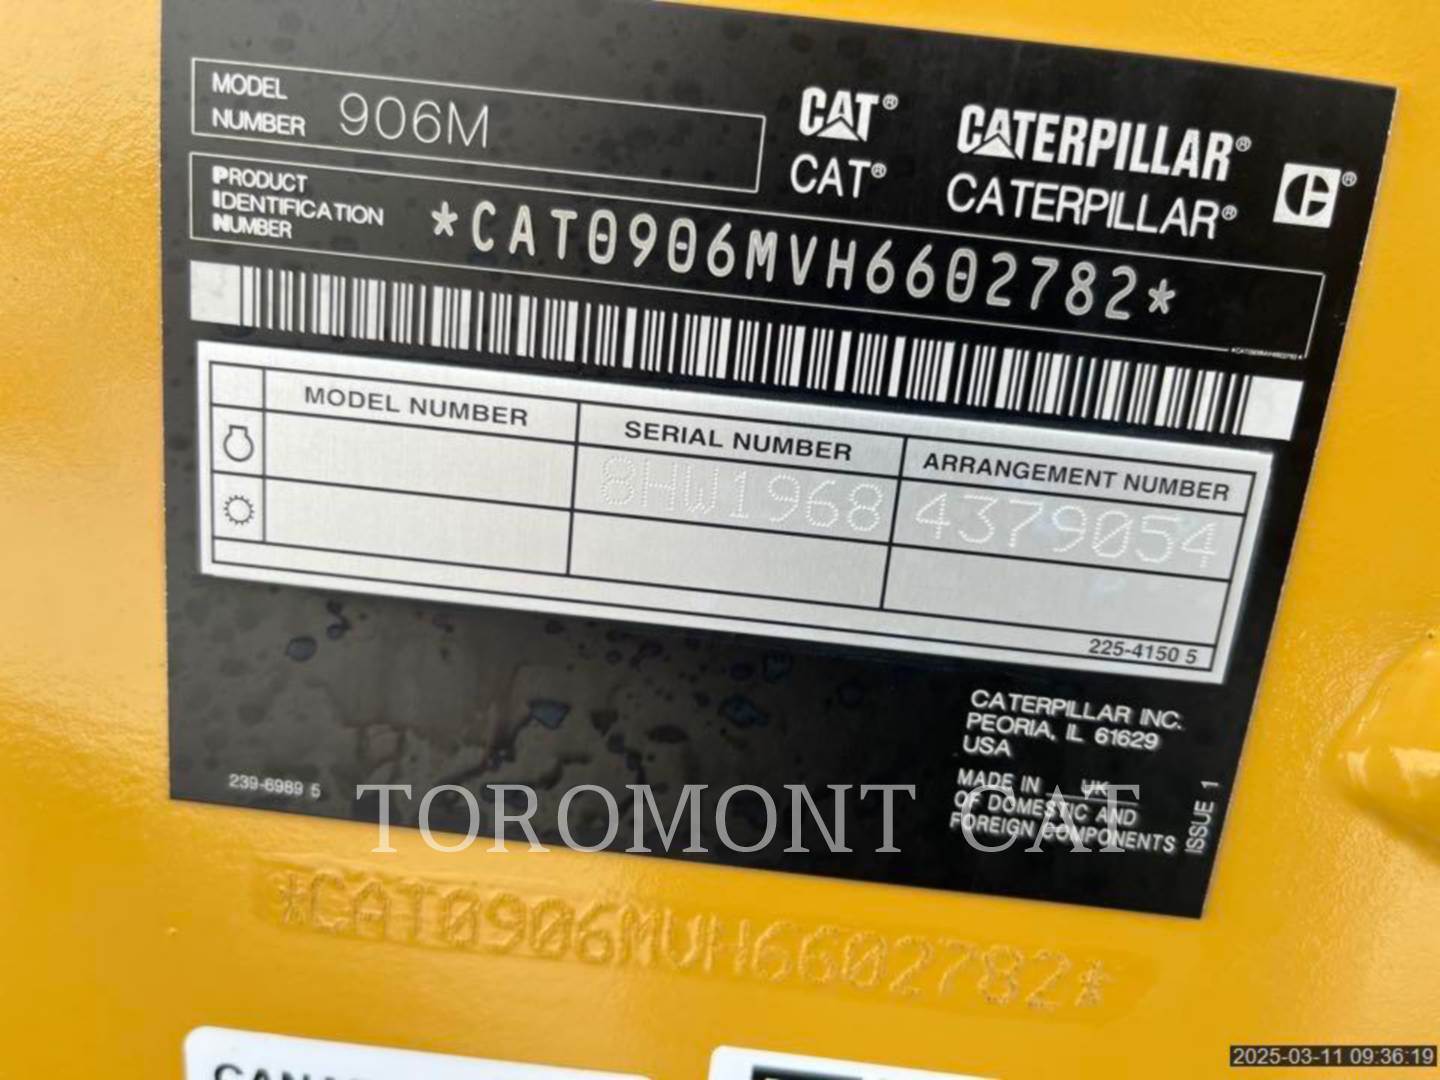 MODEL NUMBER 906M
CAT® CATERPILLAR®
CAT® CATERPILLAR® ®
PRODUCT IDENTIFICATION NUMBER *CAT0906MVH6602782*
MODEL NUMBER SERIAL NUMBER ARRANGEMENT NUMBER
8HW1968 4379054
225-4150 5
CATERPILLAR INC.
PEORIA, IL 61629
USA
MADE IN UK
OF DOMESTIC AND
FOREIGN COMPONENTS
ISSUE 1
239-6989 5
TOROMONT CAT
*CAT0906MVH6602782*
2025-03-11 09:36:19